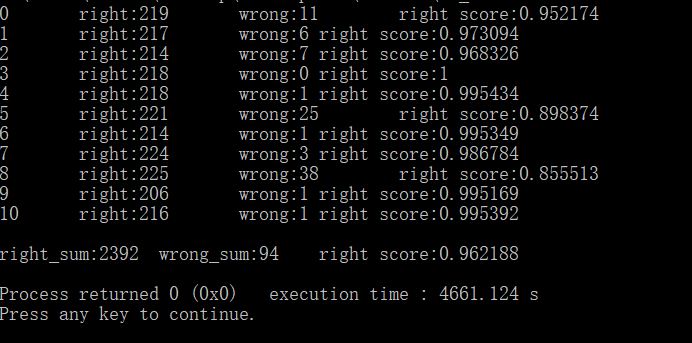 0 right:219 wrong:11 right score:0.952174
1 right:217 wrong:6 right score:0.973094
2 right:214 wrong:7 right score:0.968326
3 right:218 wrong:0 right score:1
4 right:218 wrong:1 right score:0.995434
5 right:221 wrong:25 right score:0.898374
6 right:214 wrong:1 right score:0.995349
7 right:224 wrong:3 right score:0.986784
8 right:225 wrong:38 right score:0.855513
9 right:206 wrong:1 right score:0.995169
10 right:216 wrong:1 right score:0.995392
right_sum:2392 wrong_sum:94 right score:0.962188
Process returned 0 (0x0) execution time : 4661.124 s
Press any key to continue.